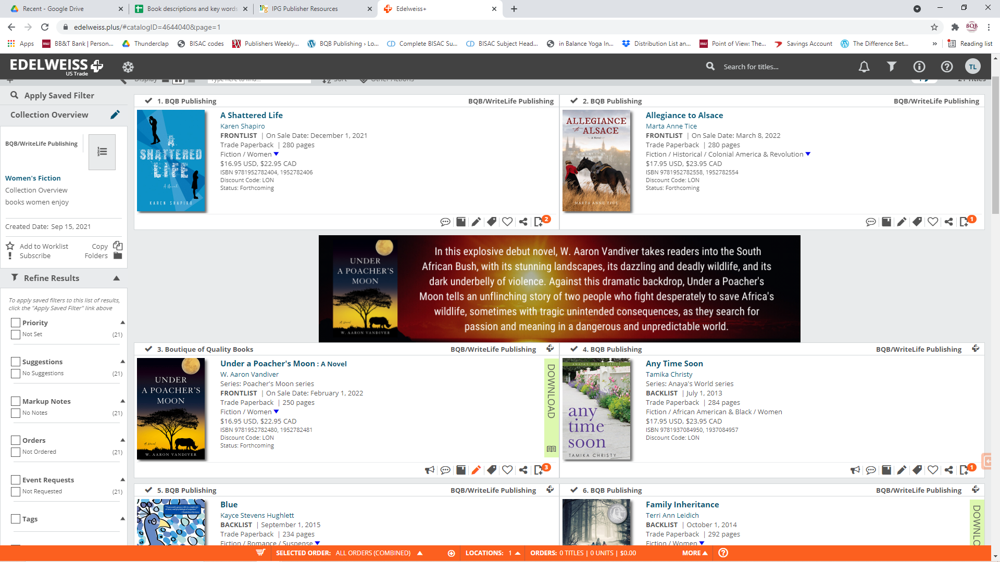 Recent - Google Drive
Book descriptions and key words
IPG Publisher Resources
Edelweiss+
edelweiss.plus/#catalogID=4644040&page=1
Apps
BB&T Bank | Person...
Thunderclap
BISAC codes
Publishers Weekly...
BQB Publishing › Lo...
Complete BISAC Su...
BISAC Subject Head...
in Balance Yoga In...
Distribution List an...
Point of View: The...
Savings Account
The Difference Bet...
»
Reading list
EDELWEISS
US Trade
Search for titles...
TL
Display
Type here to find...
Sort
Other Actions
21 Titles
Apply Saved Filter
Collection Overview
BQB/WriteLife Publishing
Women's Fiction
Collection Overview
books women enjoy
Created Date: Sep 15, 2021
Add to Worklist
Copy
Subscribe
Folders
Refine Results
To apply saved filters to this list of results,
click the "Apply Saved Filter" link above
Priority
Not Set (21)
Suggestions
No Suggestions (21)
Markup Notes
No Notes (21)
Orders
Not Ordered (21)
Event Requests
Not Requested (21)
Tags
1. BQB Publishing
BQB/WriteLife Publishing
A
SHATTERED
LIFE
A Novel
KAREN SHAPIRO
A Shattered Life
Karen Shapiro
FRONTLIST | On Sale Date: December 1, 2021
Trade Paperback | 280 pages
Fiction / Women
$16.95 USD, $22.95 CAD
ISBN 9781952782404, 1952782406
Discount Code: LON
Status: Forthcoming
2
2. BQB Publishing
BQB/WriteLife Publishing
ALLEGIANCE
to
ALSACE
A Novel
MARTA ANNE TICE
Allegiance to Alsace
Marta Anne Tice
FRONTLIST | On Sale Date: March 8, 2022
Trade Paperback | 280 pages
Fiction / Historical / Colonial America & Revolution
$17.95 USD, $23.95 CAD
ISBN 9781952782558, 1952782554
Discount Code: LON
Status: Forthcoming
1
UNDER
A POACHER'S
MOON
A Novel
W. AARON VANDIVER
In this explosive debut novel, W. Aaron Vandiver takes readers into the South
African Bush, with its stunning landscapes, its dazzling and deadly wildlife, and its
dark underbelly of violence. Against this dramatic backdrop, Under a Poacher's
Moon tells an unflinching story of two people who fight desperately to save Africa's
wildlife, sometimes with tragic unintended consequences, as they search for
passion and meaning in a dangerous and unpredictable world.
3. Boutique of Quality Books
BQB/WriteLife Publishing
UNDER
A POACHER'S
MOON
A Novel
W. AARON VANDIVER
Under a Poacher's Moon : A Novel
W. Aaron Vandiver
Series: Poacher's Moon series
FRONTLIST | On Sale Date: February 1, 2022
Trade Paperback | 250 pages
Fiction / Women
$16.95 USD, $22.95 CAD
ISBN 9781952782480, 1952782481
Discount Code: LON
Status: Forthcoming
DOWNLOAD
3
4. BQB Publishing
BQB/WriteLife Publishing
ANAYA'S WORLD SERIES
any
time
soon
TAMIKA CHRISTY
Any Time Soon
Tamika Christy
Series: Anaya's World series
BACKLIST | July 1, 2013
Trade Paperback | 284 pages
Fiction / African American & Black / Women
$17.95 USD, $23.95 CAD
ISBN 9781937084950, 1937084957
Discount Code: LON
1
5. BQB Publishing
BQB/WriteLife Publishing
Blue
Kayce Stevens Hughlett
BACKLIST | September 1, 2015
Trade Paperback | 234 pages
Fiction / Romance / Suspense
6. BQB Publishing
BQB/WriteLife Publishing
Family Inheritance
Terri Ann Leidich
BACKLIST | October 1, 2014
Trade Paperback | 292 pages
Fiction / Women
DOWNLO
SELECTED ORDER: ALL ORDERS (COMBINED)
LOCATIONS: 1
ORDERS: 0 TITLES | 0 UNITS | $0.00
MORE